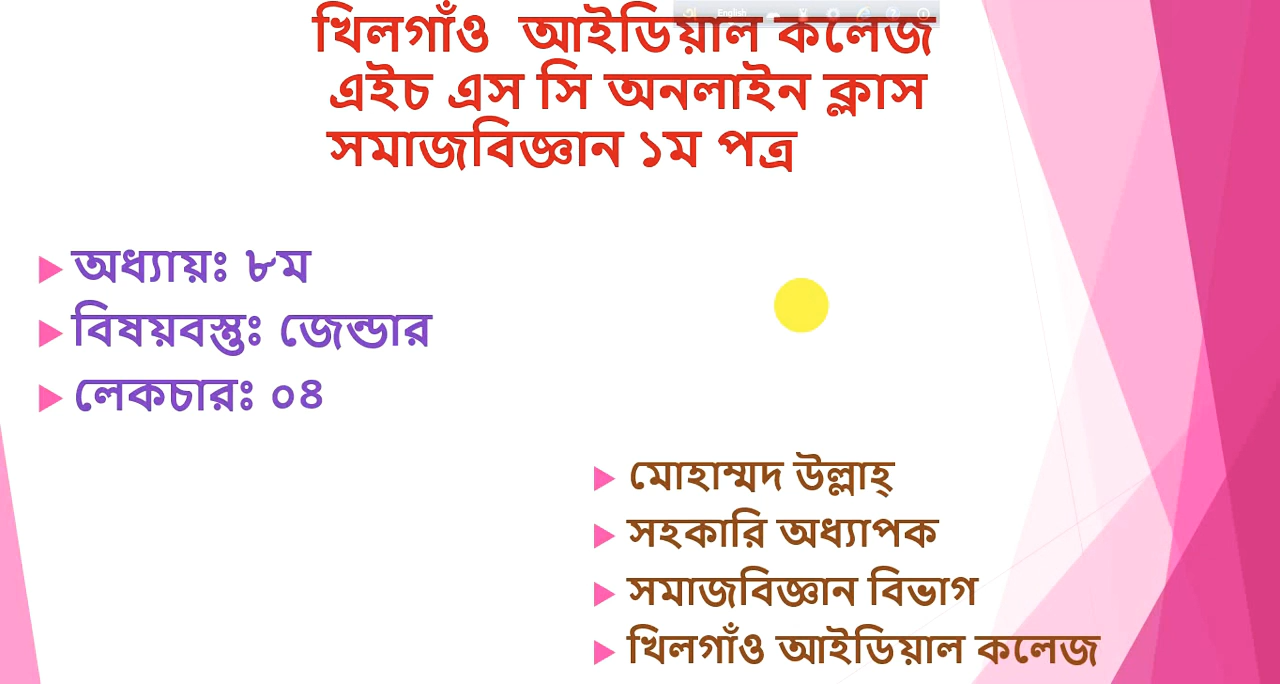 English
খিলগাঁও আইডিয়াল কলেজ
এইচ এস সি অনলাইন ক্লাস
সমাজবিজ্ঞান ১ম পত্র
অধ্যায়ঃ ৮ম
বিষয়বস্তুঃ জেন্ডার
লেকচারঃ ০৪
মোহাম্মদ উল্লাহ্
সহকারি অধ্যাপক
সমাজবিজ্ঞান বিভাগ
খিলগাঁও আইডিয়াল কলেজ